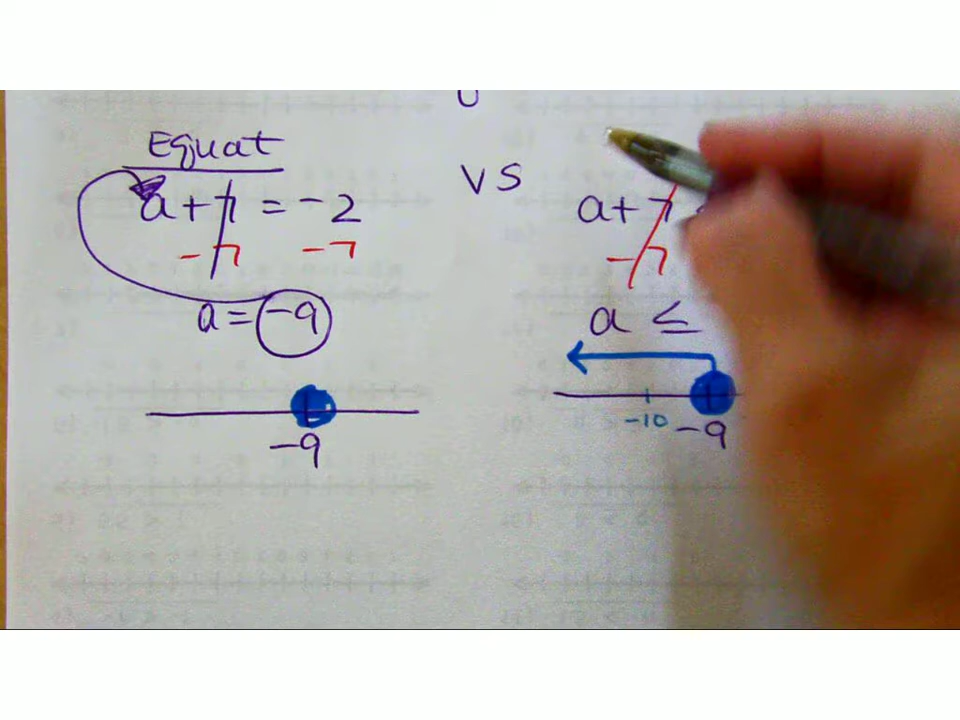 Equat
vs
a + 7 = -2
-7 -7
a = -9
-9
a + 7
-7
a ≤
-10 -9